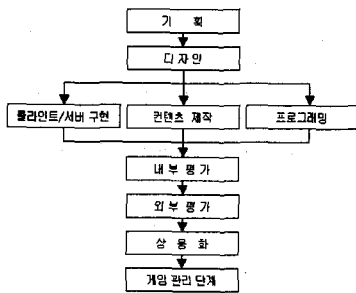 기 획
디 자 인
클라인트/서버 구현
컨텐츠 제작
프로그래밍
내 부 평 가
외 부 평 가
상 용 화
게임 관리 단계